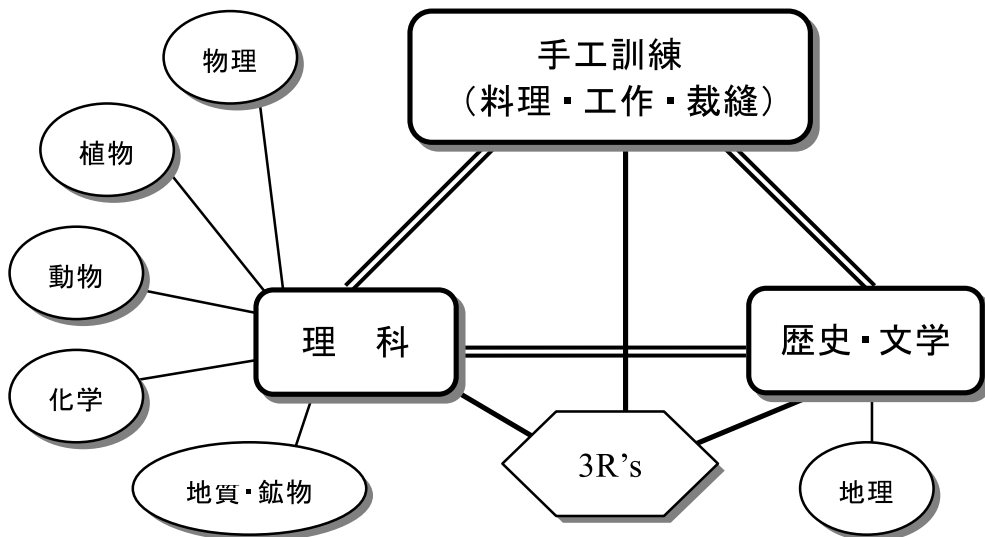 物理
手工訓練
（料理・工作・裁縫）
植物
動物
理　科
歴史・文学
化学
3R’s
地質・鉱物
地理